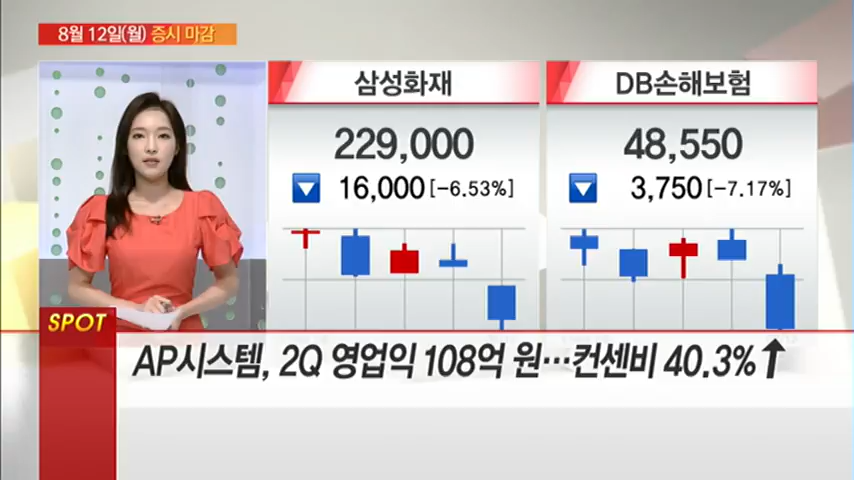 8월 12일(월) 증시 마감
삼성화재
229,000
▼ 16,000 [-6.53%]
DB손해보험
48,550
▼ 3,750 [-7.17%]
SPOT
AP시스템, 2Q 영업익 108억 원…컨센비 40.3%↑